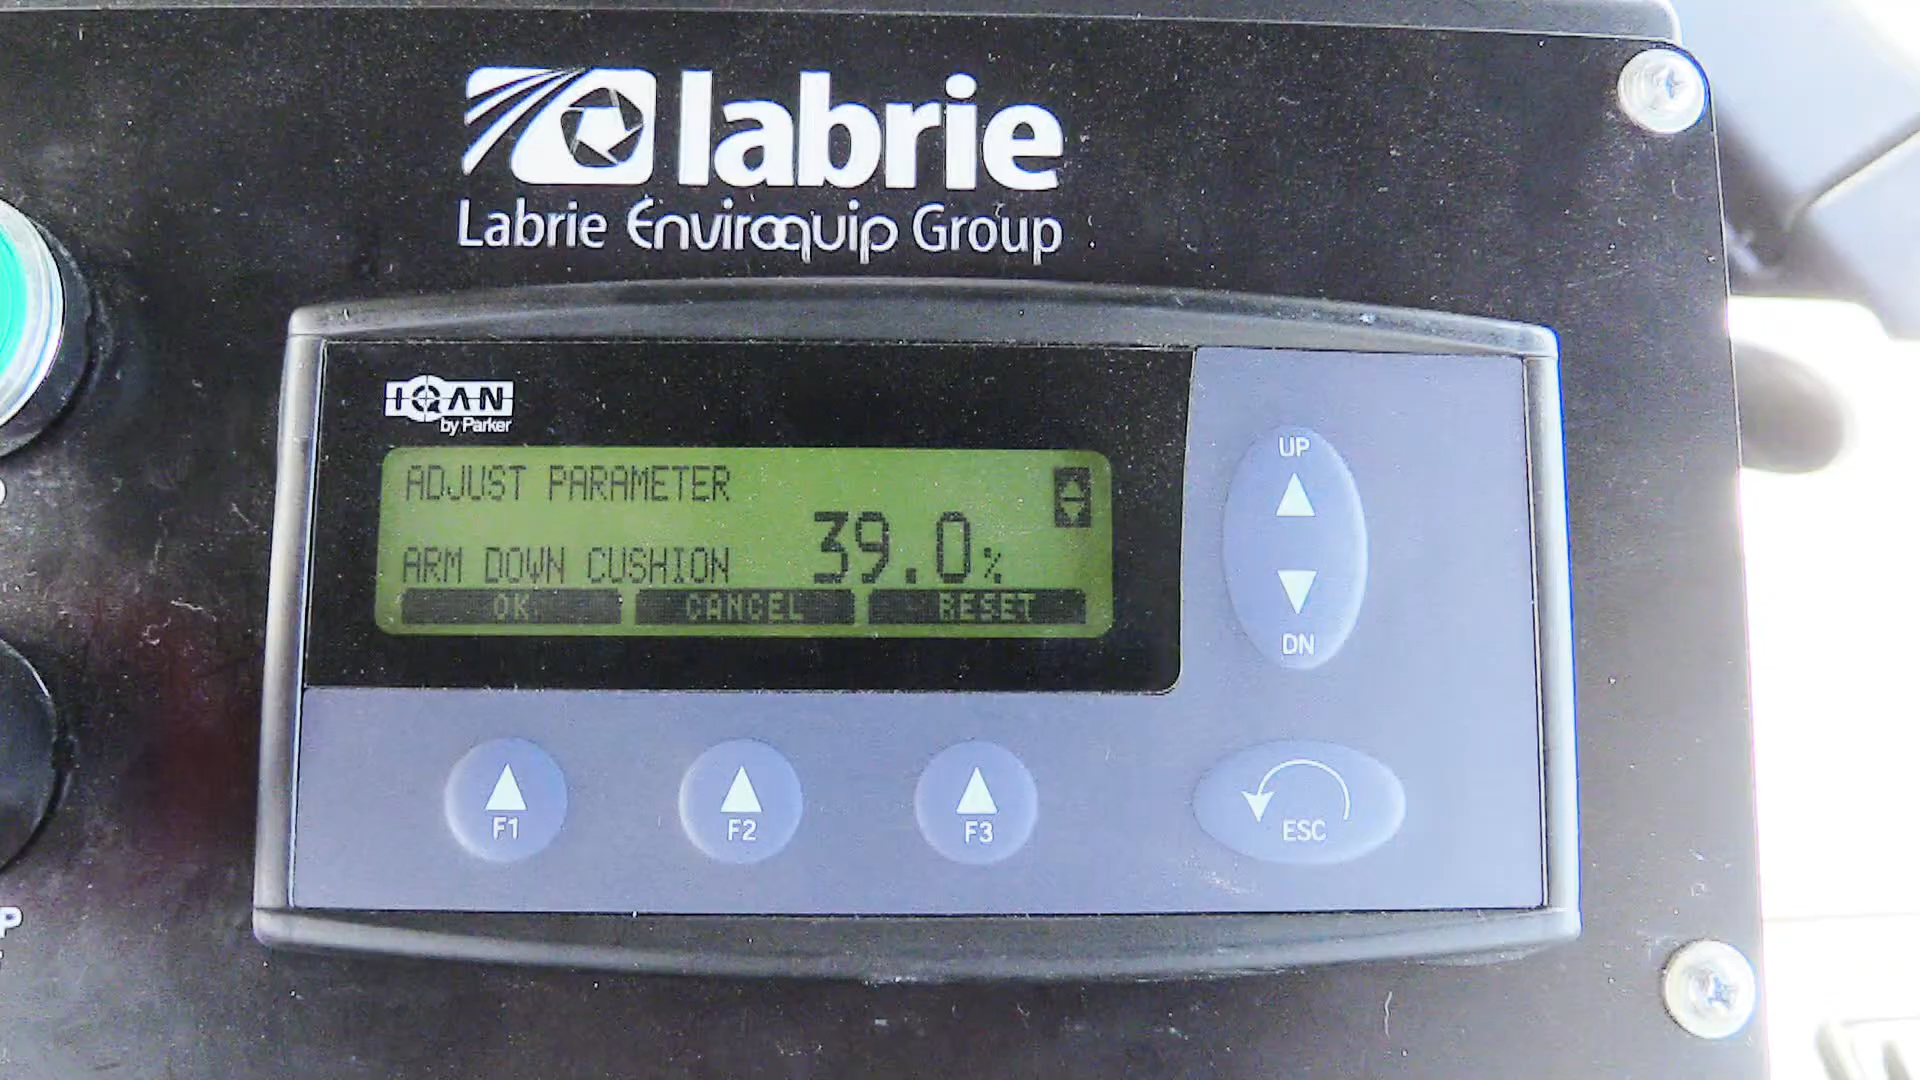 labrie
Labrie Enviroquip Group
IQAN
by Parker
ADJUST PARAMETER
ARM DOWN CUSHION 39.0%
OK CANCEL RESET
UP
DN
F1 F2 F3 ESC
P